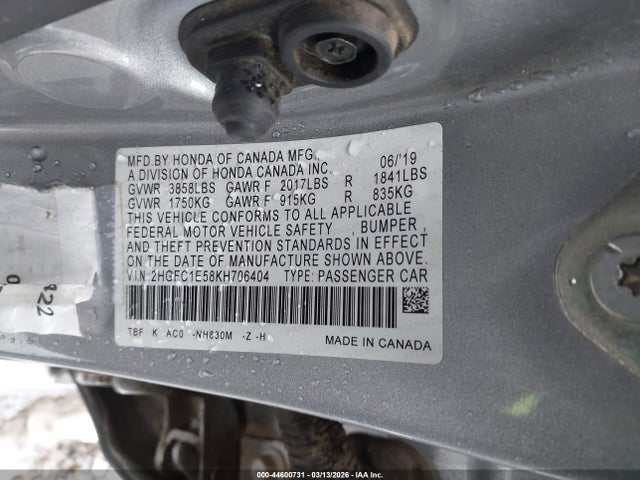 MFD.BY HONDA OF CANADA MFG., 06/'19
A DIVISION OF HONDA CANADA INC.
GVWR 3858LBS GAWR F 2017LBS R 1841LBS
GVWR 1750KG GAWR F 915KG R 835KG
THIS VEHICLE CONFORMS TO ALL APPLICABLE
FEDERAL MOTOR VEHICLE SAFETY , BUMPER ,
AND THEFT PREVENTION STANDARDS IN EFFECT
ON THE DATE OF MANUFACTURE SHOWN ABOVE.
VIN: 2HGFC1E58KH706404 TYPE: PASSENGER CAR
TBF K AC0 -NH830M -Z -H
MADE IN CANADA
922
000-44600731 - 03/13/2026 - IAA Inc.